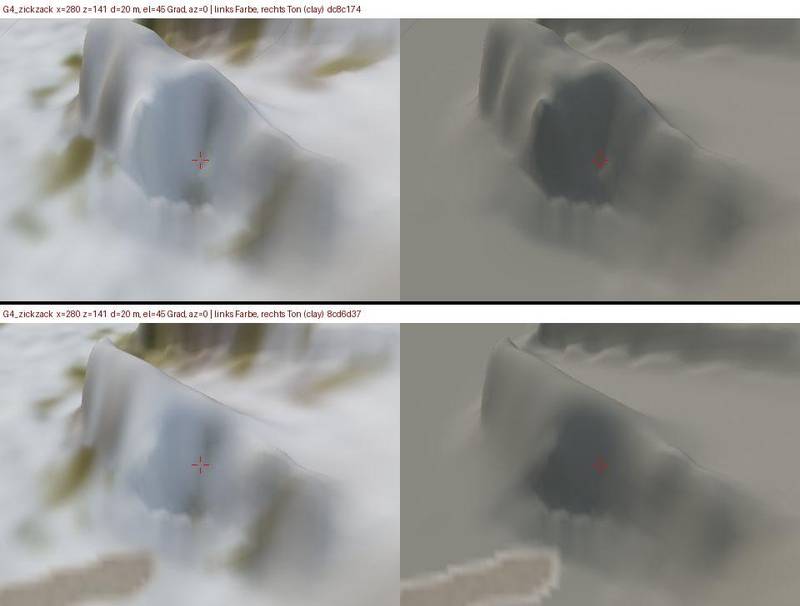 G4_zickzack x=280 z=141 d=20 m, el=45 Grad, az=0 | links Farbe, rechts Ton (clay) dc8c174
G4_zickzack x=280 z=141 d=20 m, el=45 Grad, az=0 | links Farbe, rechts Ton (clay) 8cd6d37